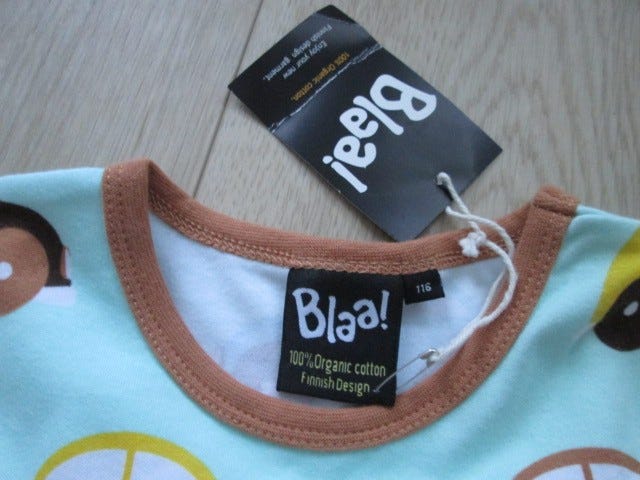 Blaa!
100% Organic cotton.
Enjoy your new
Finnish design garment.
Blaa!
100% Organic cotton
Finnish Design
116